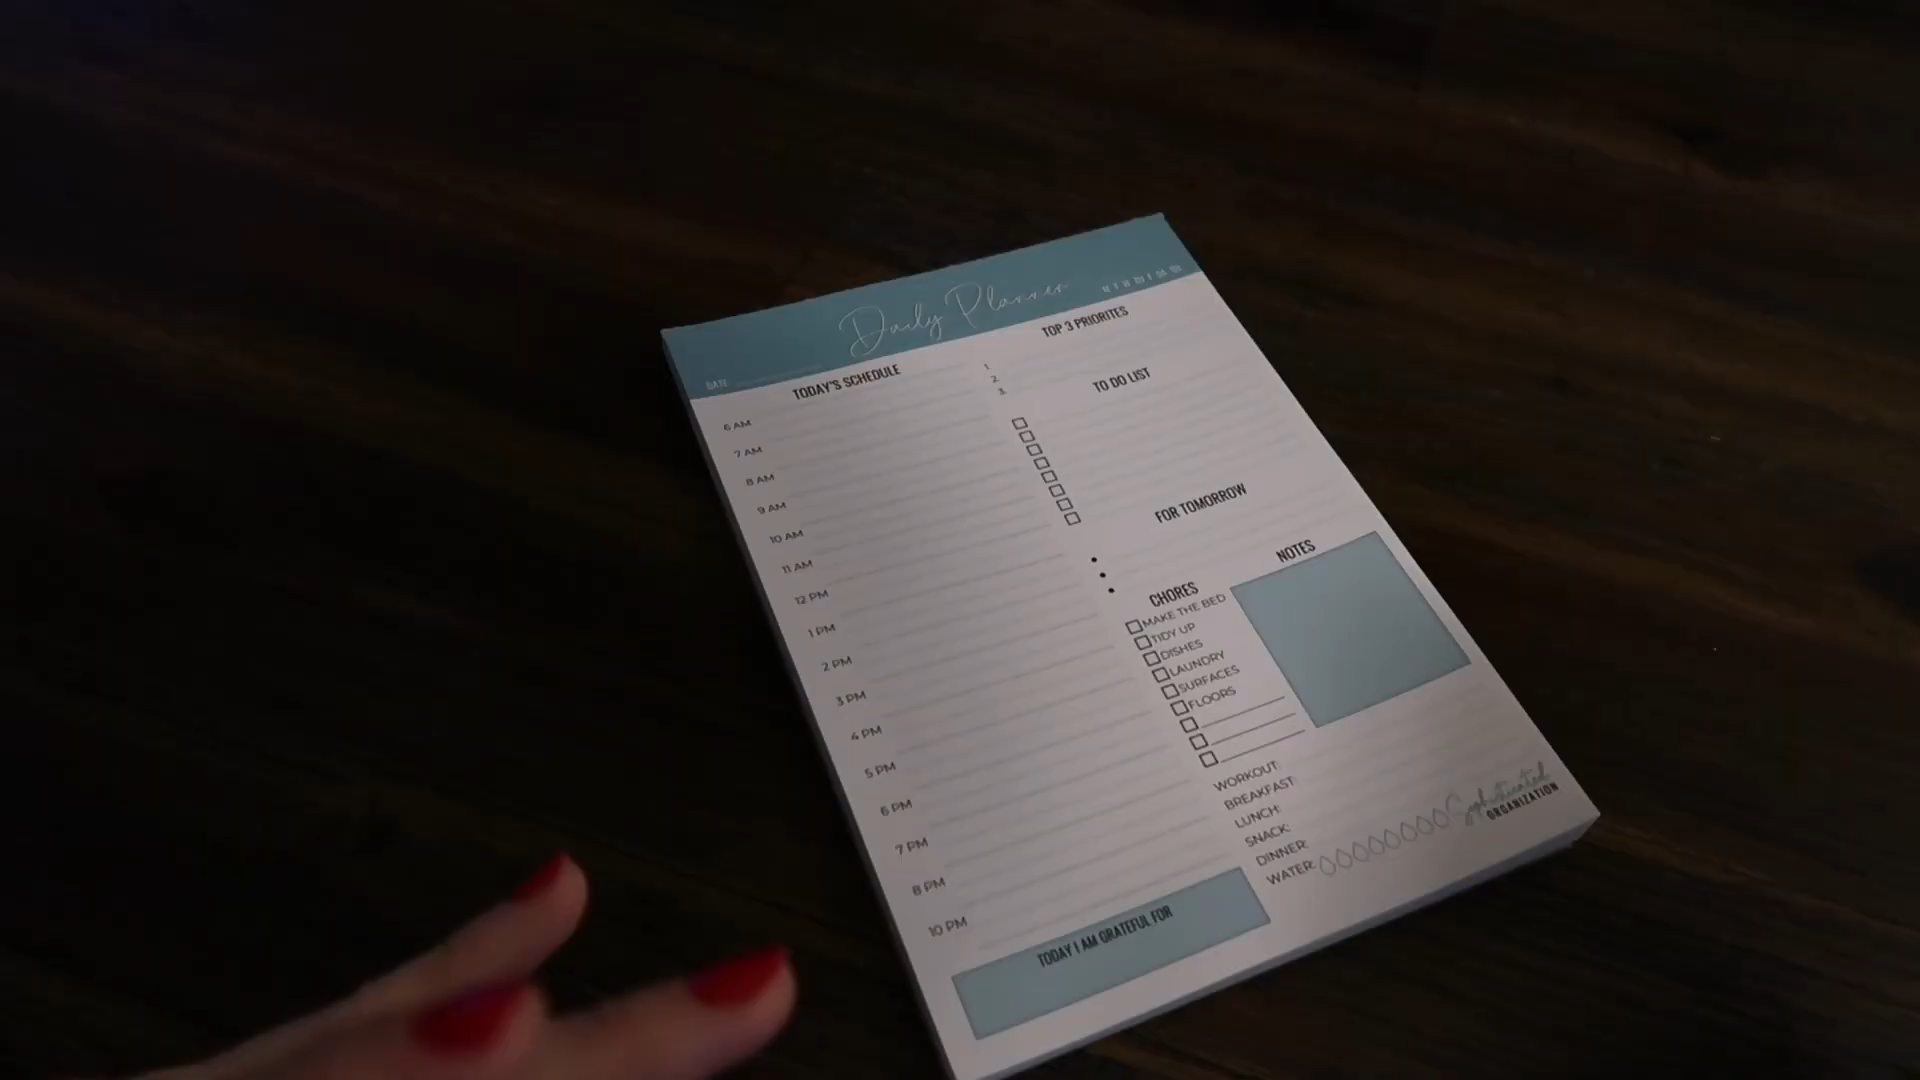 Daily Planner
DATE
TODAY'S SCHEDULE
6 AM
7 AM
8 AM
9 AM
10 AM
11 AM
12 PM
1 PM
2 PM
3 PM
4 PM
5 PM
6 PM
7 PM
8 PM
10 PM
TODAY I AM GRATEFUL FOR
TOP 3 PRIORITES
1.
2.
3.
TO DO LIST
FOR TOMORROW
CHORES
MAKE THE BED
TIDY UP
DISHES
LAUNDRY
SURFACES
FLOORS
NOTES
WORKOUT:
BREAKFAST:
LUNCH:
SNACK:
DINNER:
WATER:
Sophisticated
ORGANIZATION